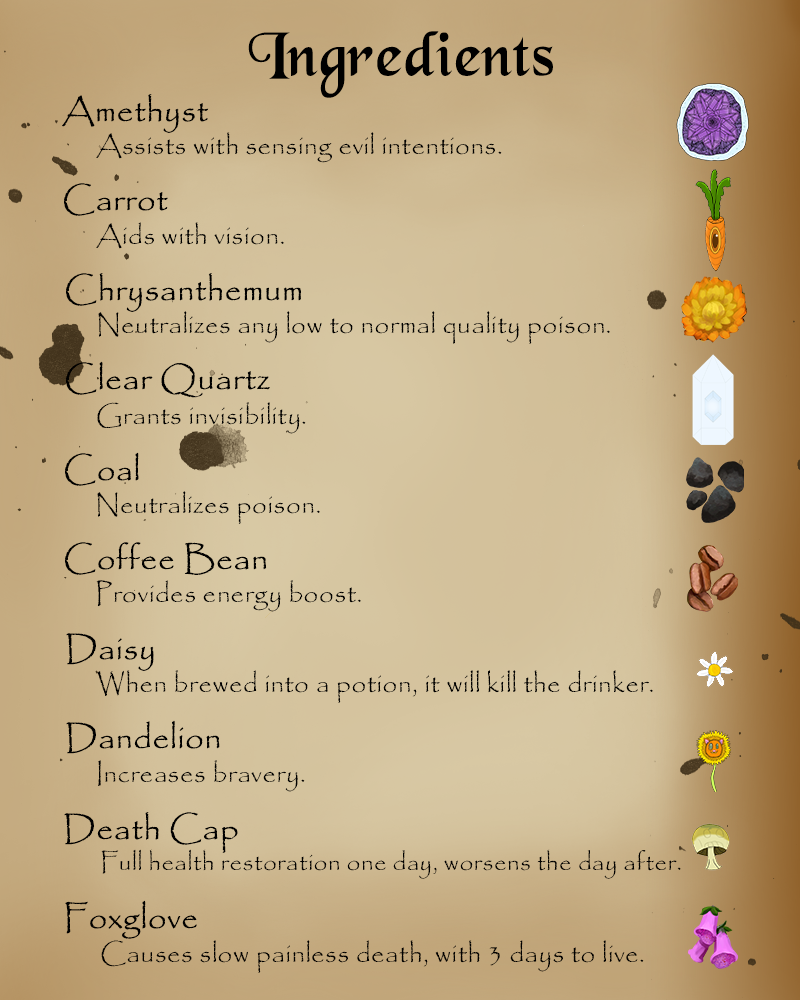 Ingredients
Amethyst
Assists with sensing evil intentions.
Carrot
Aids with vision.
Chrysanthemum
Neutralizes any low to normal quality poison.
Clear Quartz
Grants invisibility.
Coal
Neutralizes poison.
Coffee Bean
Provides energy boost.
Daisy
When brewed into a potion, it will kill the drinker.
Dandelion
Increases bravery.
Death Cap
Full health restoration one day, worsens the day after.
Foxglove
Causes slow painless death, with 3 days to live.